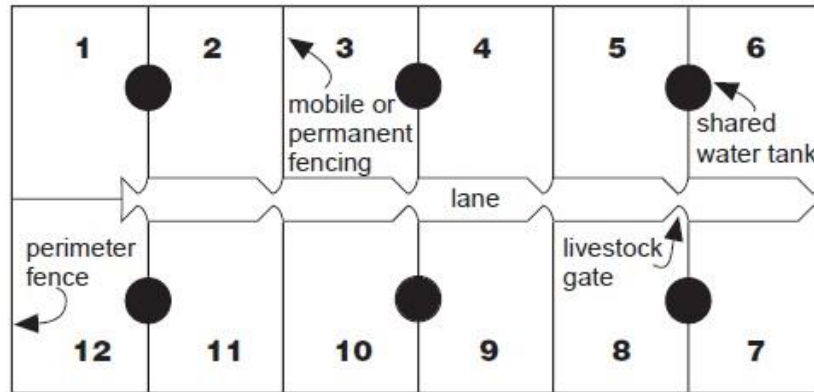 1
2
3
4
5
6
mobile or
permanent
fencing
shared
water tank
lane
perimeter
fence
livestock
gate
12
11
10
9
8
7